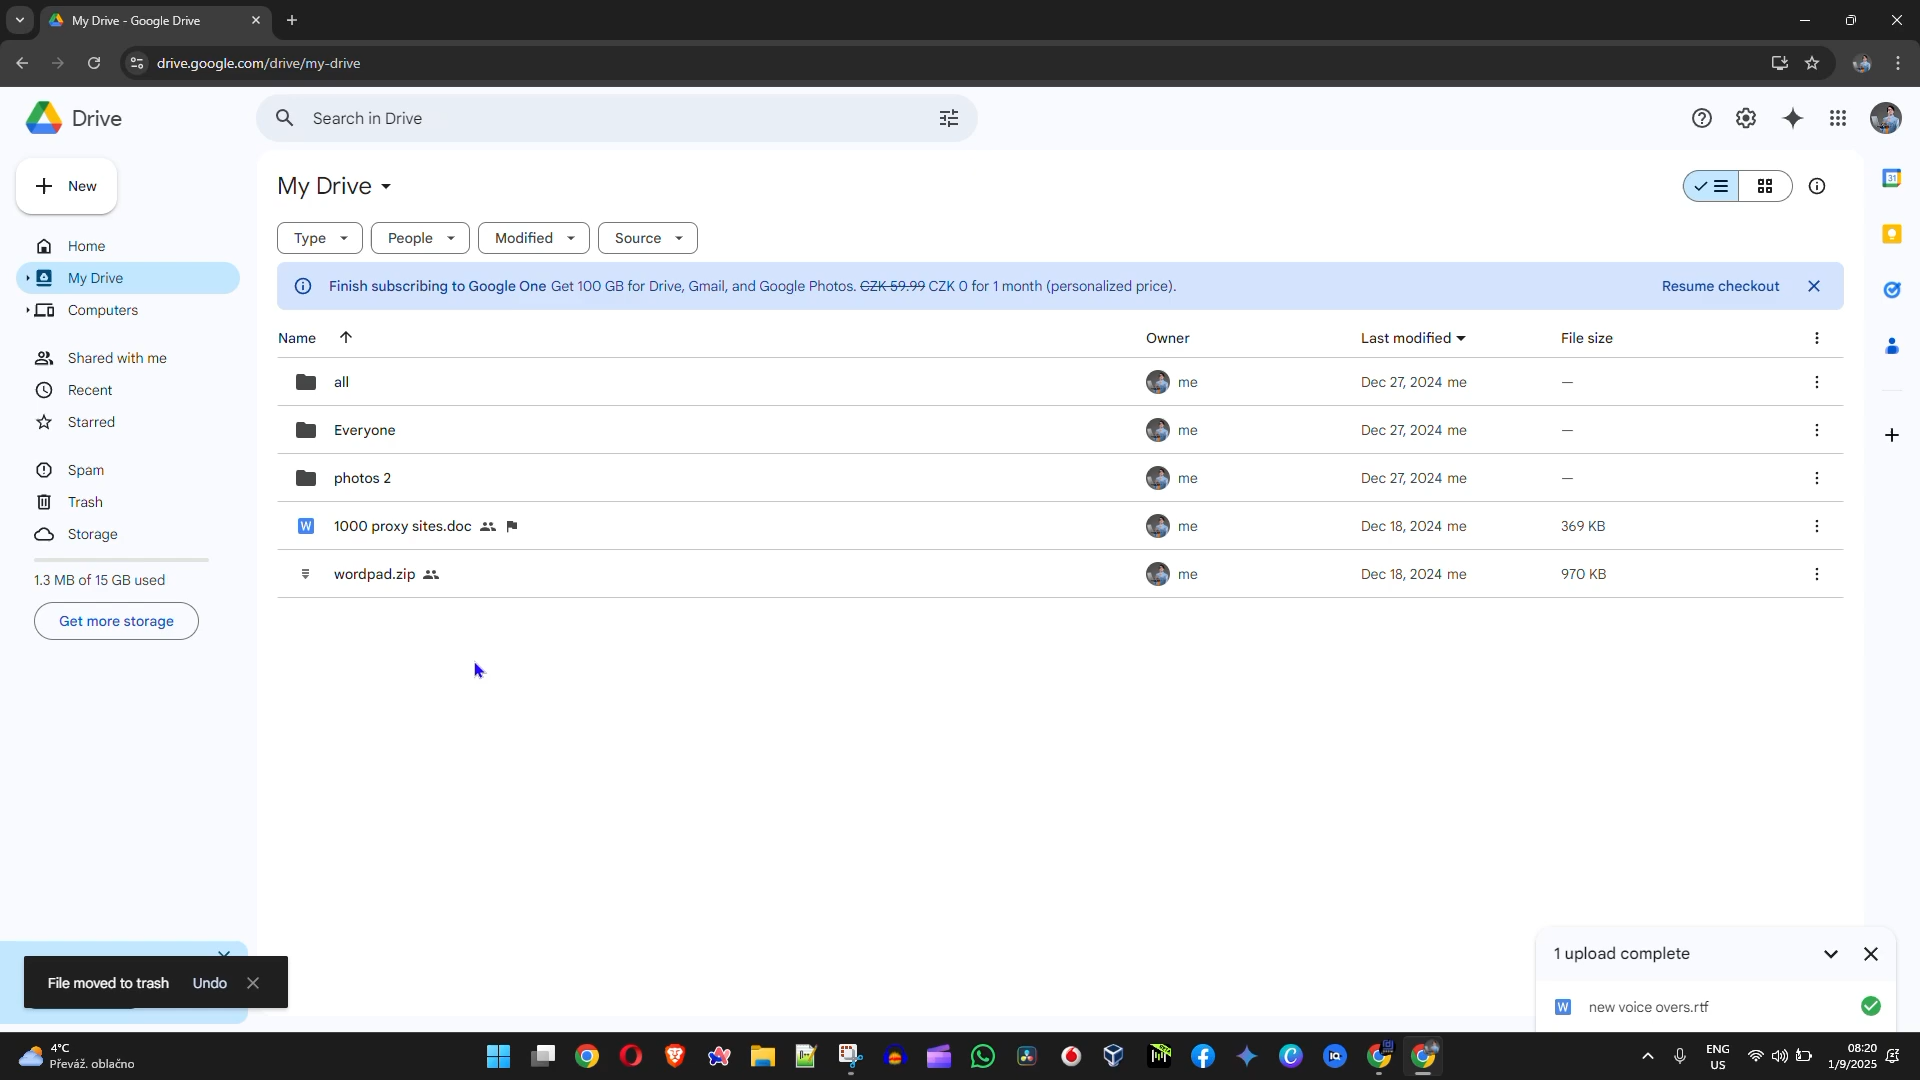 My Drive - Google Drive
drive.google.com/drive/my-drive
Drive
Search in Drive
New
My Drive
Type People Modified Source
Home
My Drive
Computers
Shared with me
Recent
Starred
Spam
Trash
Storage
1.3 MB of 15 GB used
Get more storage
Finish subscribing to Google One Get 100 GB for Drive, Gmail, and Google Photos. CZK 59.99 CZK 0 for 1 month (personalized price). Resume checkout
Name Owner Last modified File size
all me Dec 27, 2024 me —
Everyone me Dec 27, 2024 me —
photos 2 me Dec 27, 2024 me —
W 1000 proxy sites.doc me Dec 18, 2024 me 369 KB
wordpad.zip me Dec 18, 2024 me 970 KB
31
File moved to trash Undo
1 upload complete
W new voice overs.rtf
4°C
Převáž. oblačno
ENG
US
08:20
1/9/2025